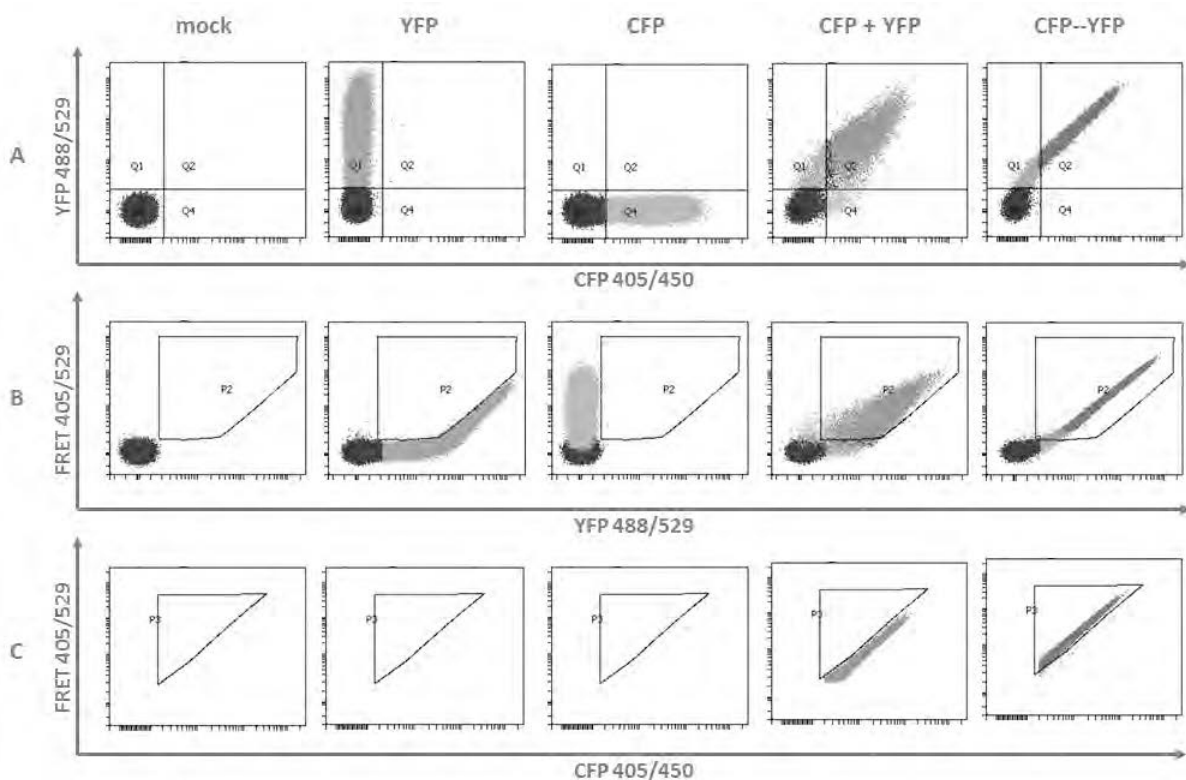 mock YFP CFP CFP + YFP CFP--YFP
A
YFP 488/529
Q1 Q2 Q4
Q1 Q2
Q1 Q2 Q4
Q1 Q2 Q4
Q1 Q2 Q4
CFP 405/450
B
FRET 405/529
P2
P2
P2
P2
YFP 488/529
C
FRET 405/529
P3
P3
P3
P3
P3
CFP 405/450